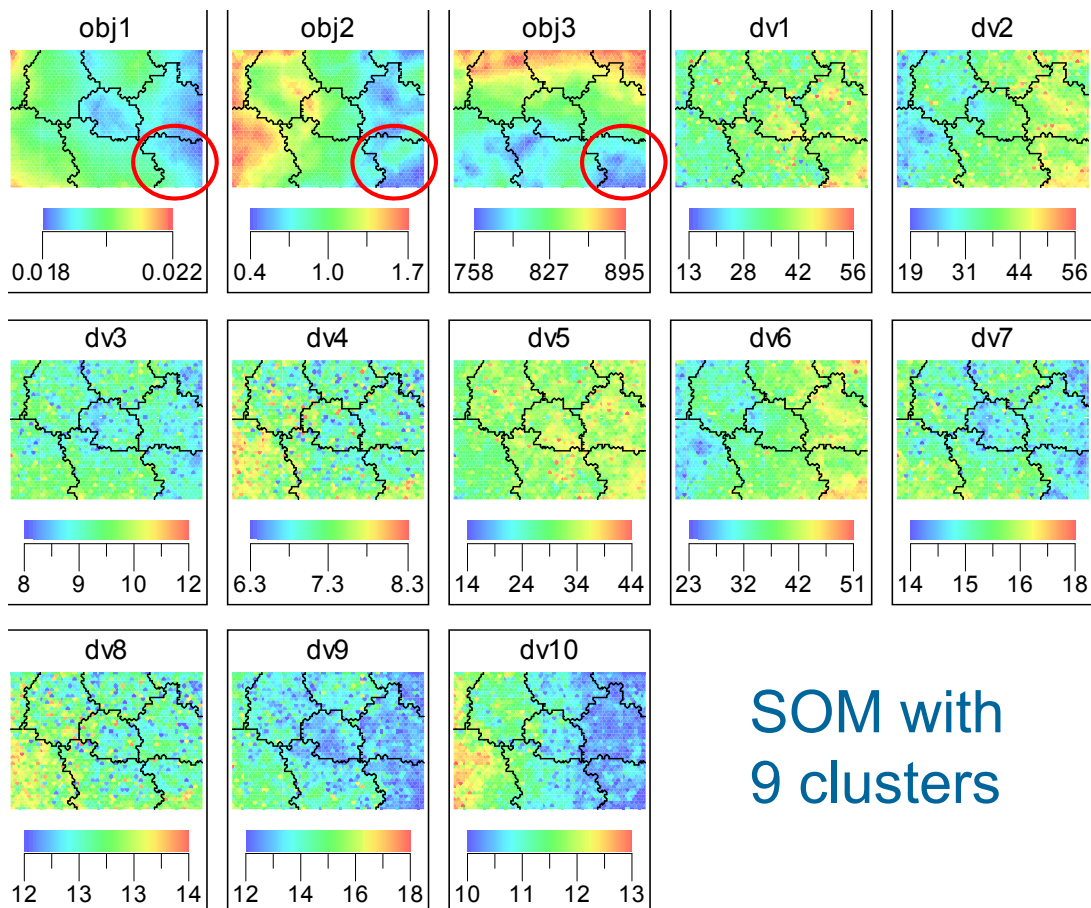 obj1 obj2 obj3 dv1 dv2
0.018 0.022 0.4 1.0 1.7 758 827 895 13 28 42 56 19 31 44 56
dv3 dv4 dv5 dv6 dv7
8 9 10 12 6.3 7.3 8.3 14 24 34 44 23 32 42 51 14 15 16 18
dv8 dv9 dv10
SOM with
9 clusters
12 13 13 14 12 14 16 18 10 11 12 13